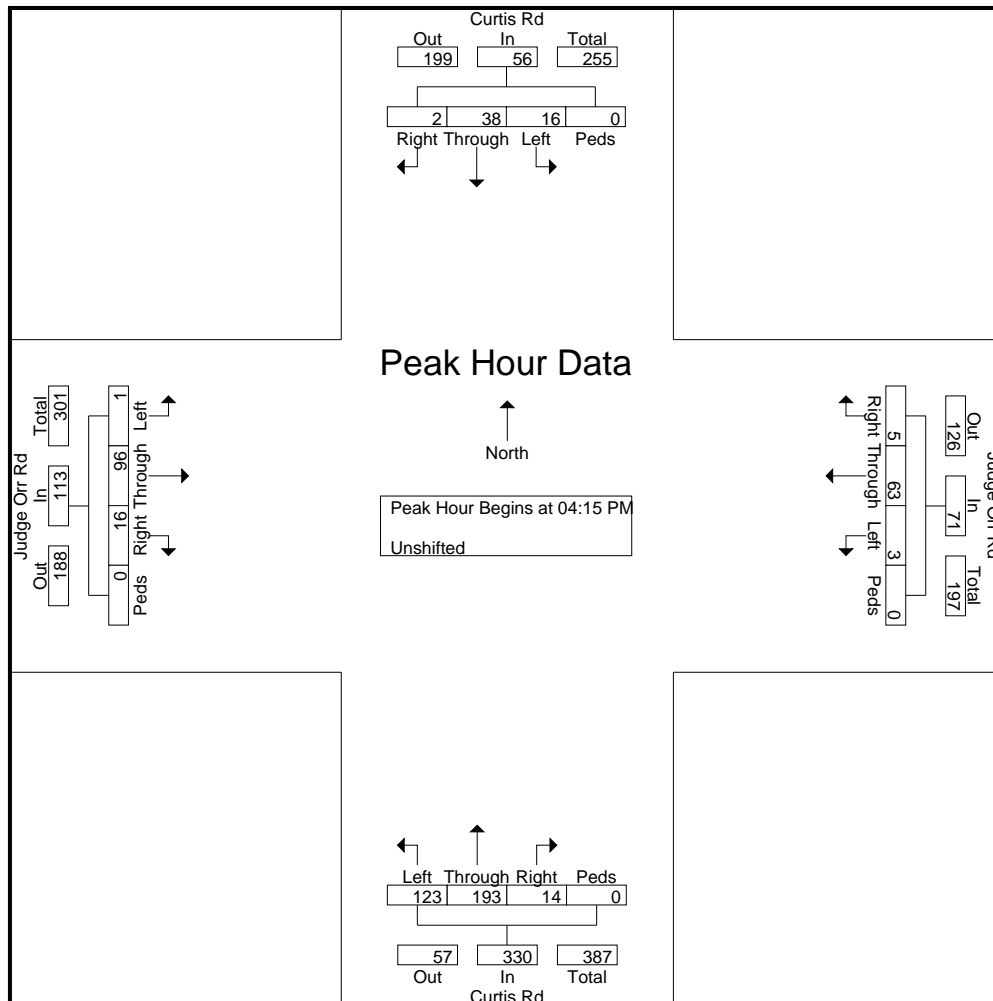 Curtis Rd
Out In Total
199 56 255
2 38 16 0
Right Through Left Peds
Peak Hour Data
North
Peak Hour Begins at 04:15 PM
Unshifted
Judge Orr Rd
Total In Out
301 113 188
1 96 16 0
Left Through Right Peds
Right Through Left Peds
5 63 3 0
Out In Total
126 71 197
Judge Orr Rd
Left Through Right Peds
123 193 14 0
57 330 387
Out In Total
Curtis Rd